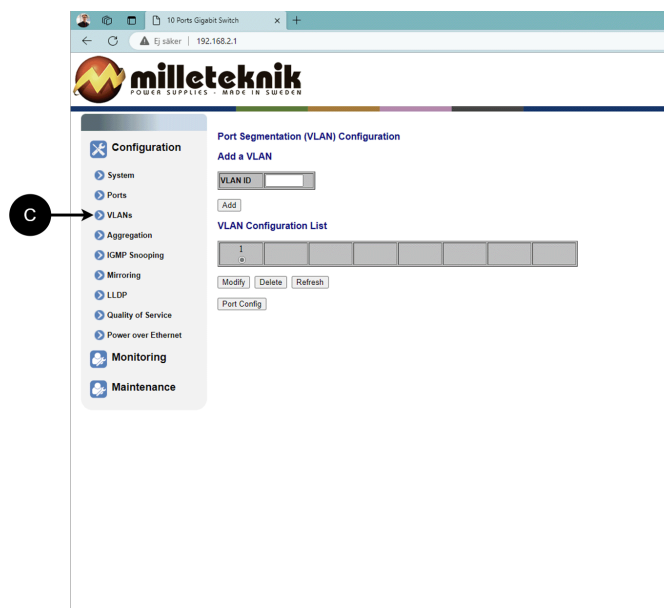 10 Ports Gigabit Switch
Ej säker | 192.168.2.1
milleteknik
POWER SUPPLIES - MADE IN SWEDEN
Configuration
System
Ports
C
VLANs
Aggregation
IGMP Snooping
Mirroring
LLDP
Quality of Service
Power over Ethernet
Monitoring
Maintenance
Port Segmentation (VLAN) Configuration
Add a VLAN
VLAN ID
Add
VLAN Configuration List
1
Modify Delete Refresh
Port Config